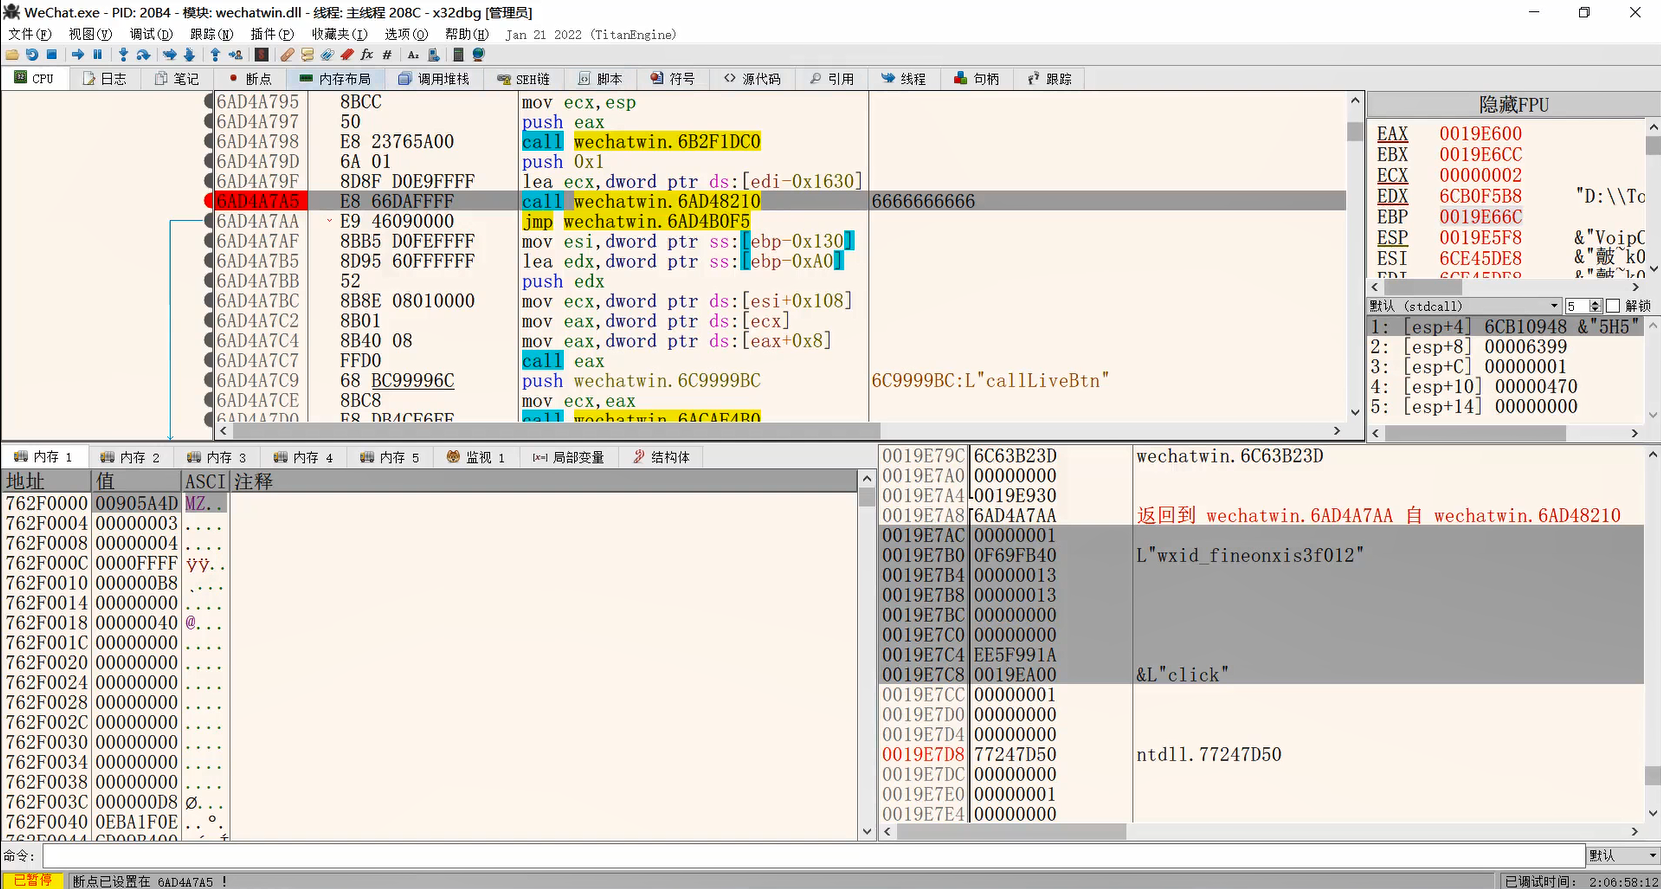 WeChat.exe - PID: 20B4 - 模块: wechatwin.dll - 线程: 主线程 208C - x32dbg [管理员]
文件(F) 视图(V) 调试(D) 跟踪(N) 插件(P) 收藏夹(I) 选项(O) 帮助(H) Jan 21 2022 (TitanEngine)
CPU 日志 笔记 断点 内存布局 调用堆栈 SEH链 脚本 符号 源代码 引用 线程 句柄 跟踪
6AD4A795 8BCC mov ecx,esp
6AD4A797 50 push eax
6AD4A798 E8 23765A00 call wechatwin.6B2F1DC0
6AD4A79D 6A 01 push 0x1
6AD4A79F 8D8F D0E9FFFF lea ecx,dword ptr ds:[edi-0x1630]
6AD4A7A5 E8 66DAFFFF call wechatwin.6AD48210 6666666666
6AD4A7AA E9 46090000 jmp wechatwin.6AD4B0F5
6AD4A7AF 8BB5 D0FEFFFF mov esi,dword ptr ss:[ebp-0x130]
6AD4A7B5 8D95 60FFFFFF lea edx,dword ptr ss:[ebp-0xA0]
6AD4A7BB 52 push edx
6AD4A7BC 8B8E 08010000 mov ecx,dword ptr ds:[esi+0x108]
6AD4A7C2 8B01 mov eax,dword ptr ds:[ecx]
6AD4A7C4 8B40 08 mov eax,dword ptr ds:[eax+0x8]
6AD4A7C7 FFD0 call eax
6AD4A7C9 68 BC99996C push wechatwin.6C9999BC 6C9999BC:L"callLiveBtn"
6AD4A7CE 8BC8 mov ecx,eax
6AD4A7D0 E8 DB4CF6FF call wechatwin.6ACAF4B0
隐藏FPU
EAX 0019E600
EBX 0019E6CC
ECX 00000002
EDX 6CB0F5B8 "D:\\To
EBP 0019E66C
ESP 0019E5F8 &"VoipC
ESI 6CE45DE8 &"皾~k0
EDI 6CE45DE8
默认 (stdcall) 5 解锁
1: [esp+4] 6CB10948 &"5H5"
2: [esp+8] 00006399
3: [esp+C] 00000001
4: [esp+10] 00000470
5: [esp+14] 00000000
内存 1 内存 2 内存 3 内存 4 内存 5 监视 1 局部变量 结构体
地址 值 ASCI 注释
762F0000 00905A4D MZ..
762F0004 00000003 ....
762F0008 00000004 ....
762F000C 0000FFFF ÿÿ..
762F0010 000000B8 ¸...
762F0014 00000000 ....
762F0018 00000040 @...
762F001C 00000000 ....
762F0020 00000000 ....
762F0024 00000000 ....
762F0028 00000000 ....
762F002C 00000000 ....
762F0030 00000000 ....
762F0034 00000000 ....
762F0038 00000000 ....
762F003C 000000D8 Ø...
762F0040 0EBA1F0E ..º.
762F0044 CD09B400
0019E79C 6C63B23D wechatwin.6C63B23D
0019E7A0 00000000
0019E7A4 0019E930
0019E7A8 6AD4A7AA 返回到 wechatwin.6AD4A7AA 自 wechatwin.6AD48210
0019E7AC 00000001
0019E7B0 0F69FB40 L"wxid_fineonxis3f012"
0019E7B4 00000013
0019E7B8 00000013
0019E7BC 00000000
0019E7C0 00000000
0019E7C4 EE5F991A
0019E7C8 0019EA00 &L"click"
0019E7CC 00000001
0019E7D0 00000000
0019E7D4 00000000
0019E7D8 77247D50 ntdll.77247D50
0019E7DC 00000000
0019E7E0 00000001
0019E7E4 00000000
命令: 默认
已暂停 断点已设置在 6AD4A7A5 ! 已调试时间: 2:06:58:12